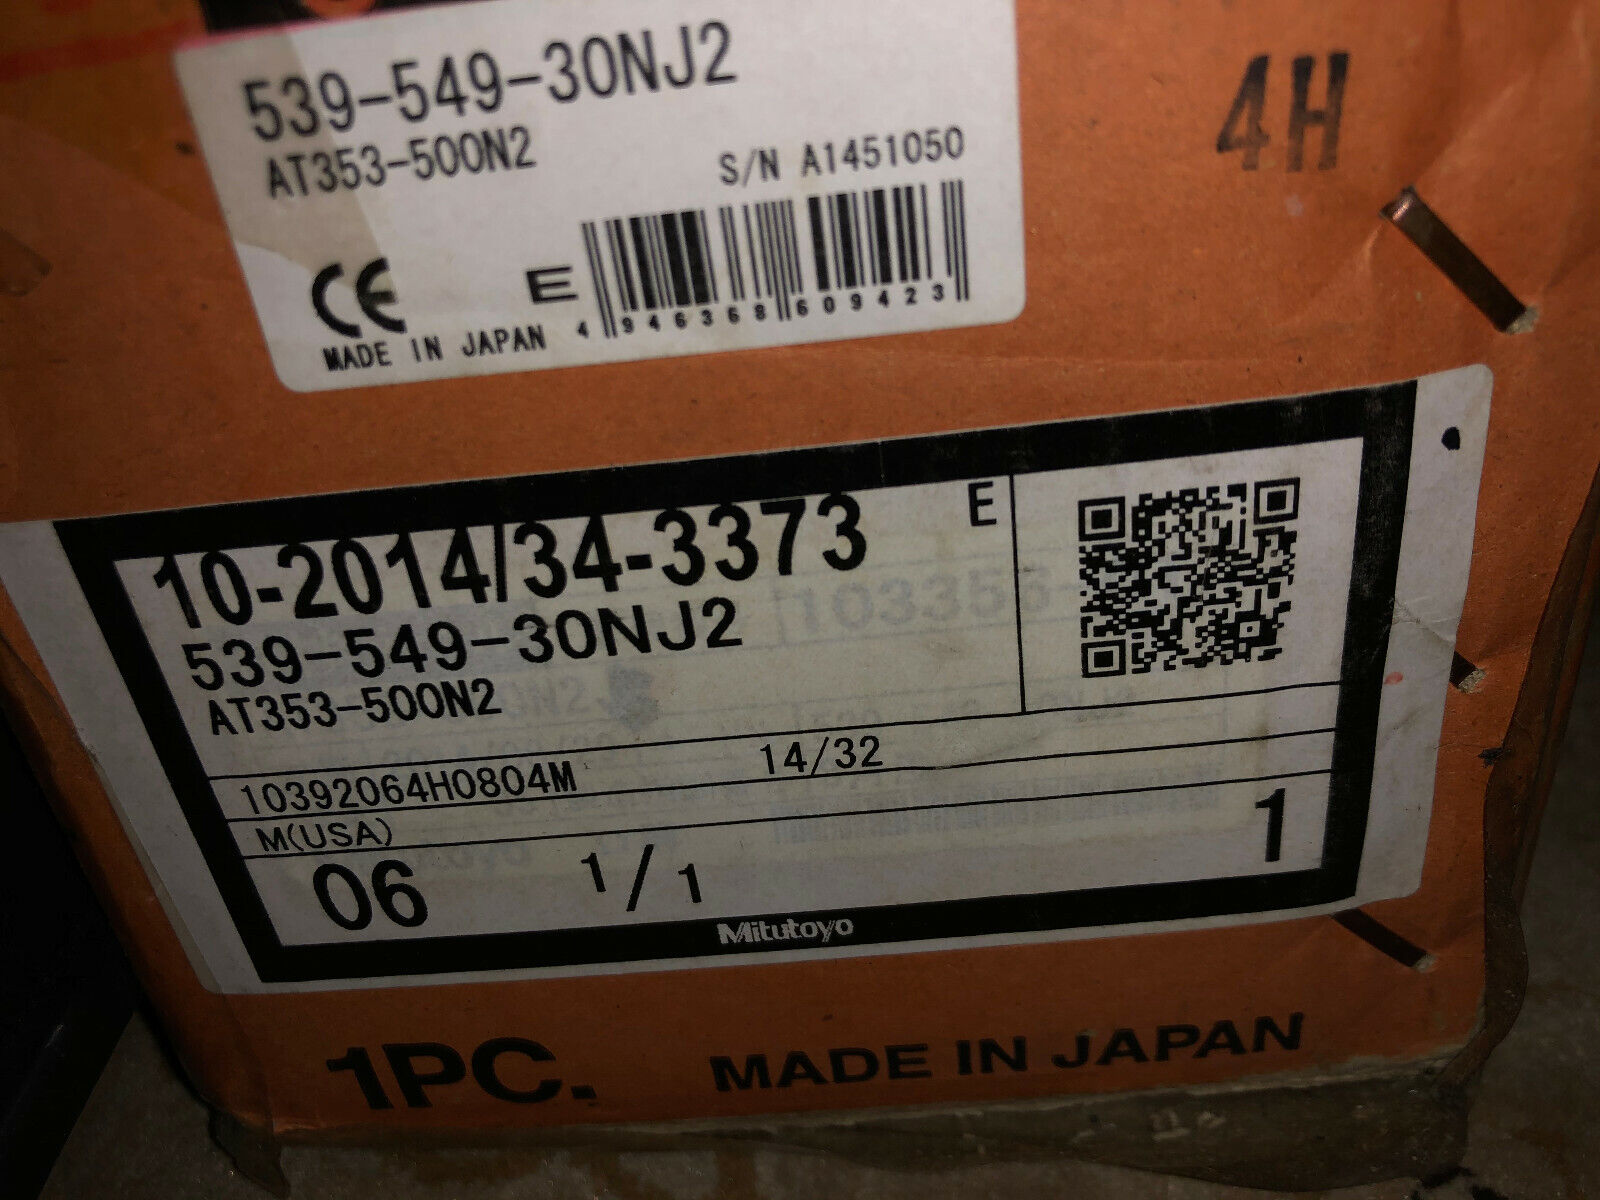 539-549-30NJ2
AT353-500N2
S/N A1451050
CE
E
4 946368 609423
MADE IN JAPAN
4H
10-2014/34-3373
E
539-549-30NJ2
AT353-500N2
10392064H0804M 14/32
M(USA)
06 1/1 1
Mitutoyo
1PC. MADE IN JAPAN